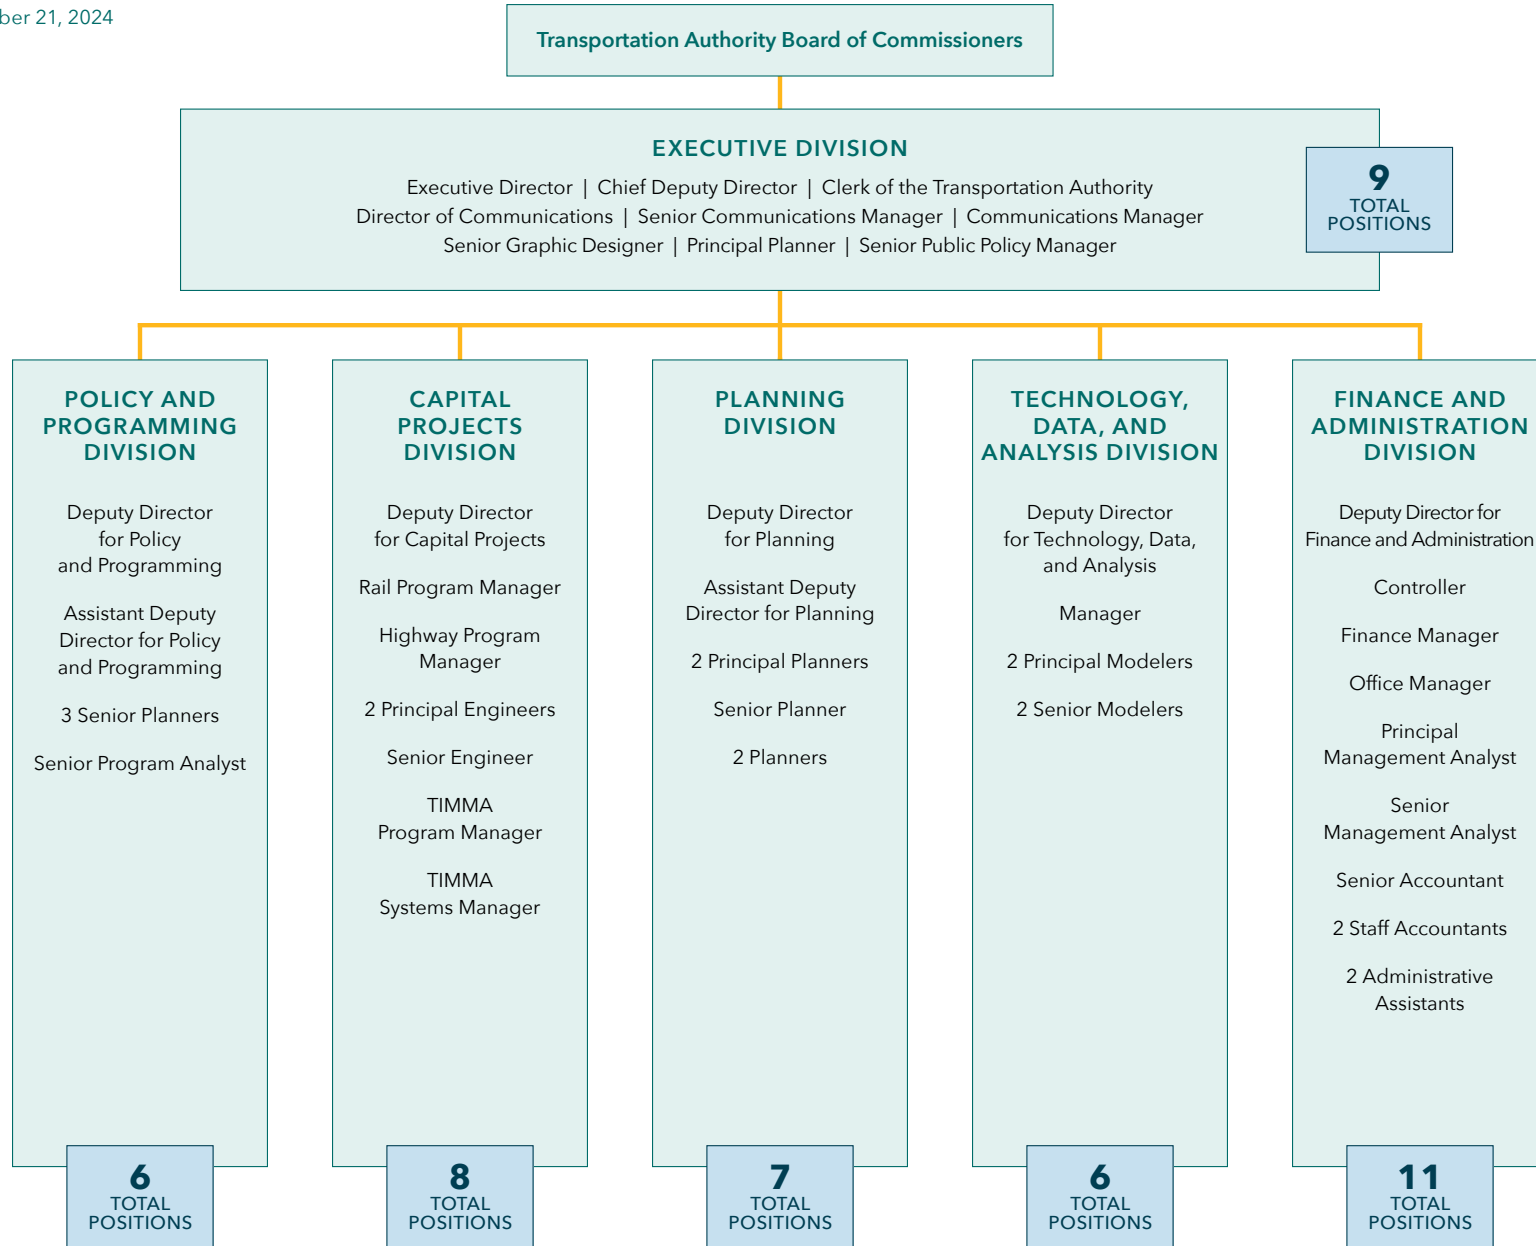 ber 21, 2024
Transportation Authority Board of Commissioners
EXECUTIVE DIVISION
Executive Director | Chief Deputy Director | Clerk of the Transportation Authority
Director of Communications | Senior Communications Manager | Communications Manager
Senior Graphic Designer | Principal Planner | Senior Public Policy Manager
9
TOTAL
POSITIONS
POLICY AND
PROGRAMMING
DIVISION
Deputy Director
for Policy
and Programming
Assistant Deputy
Director for Policy
and Programming
3 Senior Planners
Senior Program Analyst
6
TOTAL
POSITIONS
CAPITAL
PROJECTS
DIVISION
Deputy Director
for Capital Projects
Rail Program Manager
Highway Program
Manager
2 Principal Engineers
Senior Engineer
TIMMA
Program Manager
TIMMA
Systems Manager
8
TOTAL
POSITIONS
PLANNING
DIVISION
Deputy Director
for Planning
Assistant Deputy
Director for Planning
2 Principal Planners
Senior Planner
2 Planners
7
TOTAL
POSITIONS
TECHNOLOGY,
DATA, AND
ANALYSIS DIVISION
Deputy Director
for Technology, Data,
and Analysis
Manager
2 Principal Modelers
2 Senior Modelers
6
TOTAL
POSITIONS
FINANCE AND
ADMINISTRATION
DIVISION
Deputy Director for
Finance and Administration
Controller
Finance Manager
Office Manager
Principal
Management Analyst
Senior
Management Analyst
Senior Accountant
2 Staff Accountants
2 Administrative
Assistants
11
TOTAL
POSITIONS